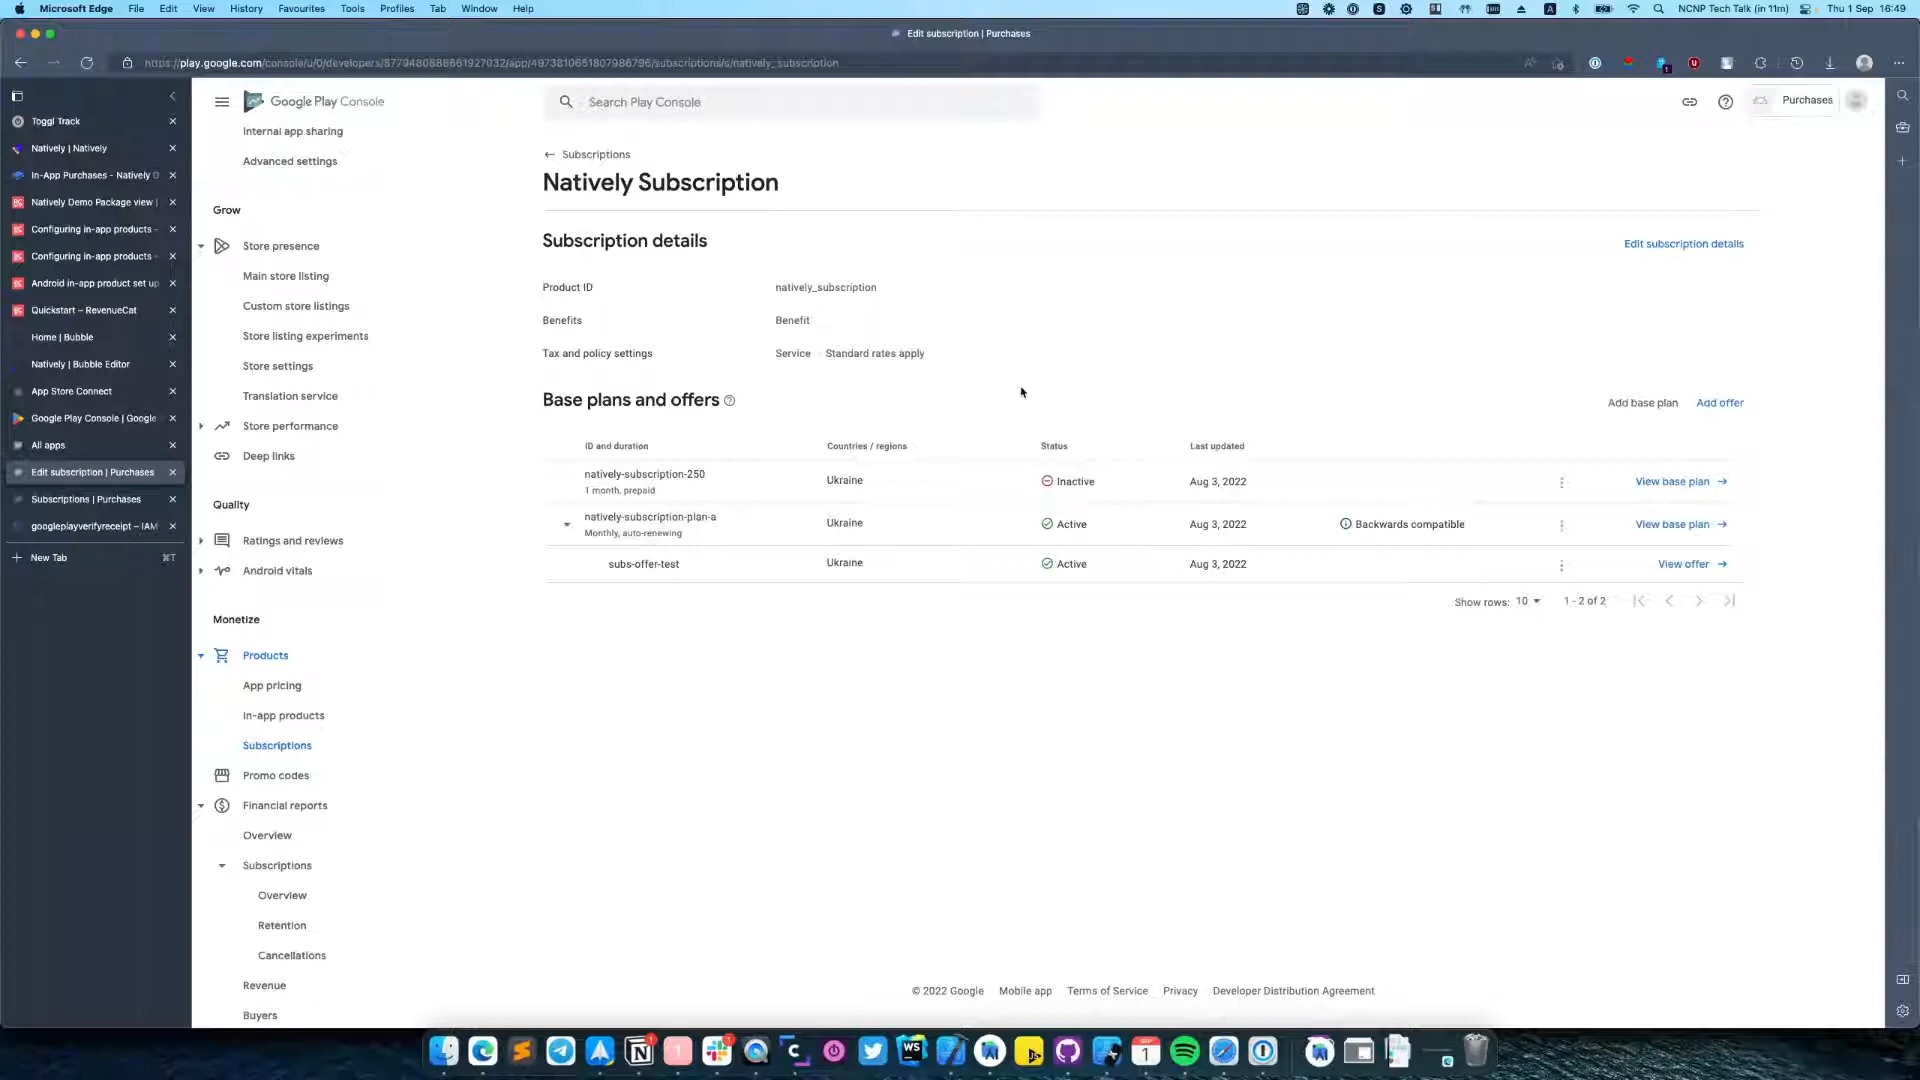 Microsoft Edge File Edit View History Favourites Tools Profiles Tab Window Help
NCNP Tech Talk (in 11m) Thu 1 Sep 16:49
Edit subscription | Purchases
Toggl Track
Natively | Natively
In-App Purchases - Natively
Natively Demo Package view |
Configuring in-app products -
Configuring in-app products -
Android in-app product set up
Quickstart – RevenueCat
Home | Bubble
Natively | Bubble Editor
App Store Connect
Google Play Console | Google
All apps
Edit subscription | Purchases
Subscriptions | Purchases
googleplayverifyreceipt – IAM
New Tab ⌘T
Google Play Console
Search Play Console
Purchases
Internal app sharing
Advanced settings
Grow
Store presence
Main store listing
Custom store listings
Store listing experiments
Store settings
Translation service
Store performance
Deep links
Quality
Ratings and reviews
Android vitals
Monetize
Products
App pricing
In-app products
Subscriptions
Promo codes
Financial reports
Overview
Subscriptions
Overview
Retention
Cancellations
Revenue
Buyers
← Subscriptions
Natively Subscription
Subscription details
Edit subscription details
Product ID natively_subscription
Benefits Benefit
Tax and policy settings Service Standard rates apply
Base plans and offers
Add base plan Add offer
ID and duration Countries / regions Status Last updated
natively-subscription-250 Ukraine Inactive Aug 3, 2022 View base plan →
1 month, prepaid
natively-subscription-plan-a Ukraine Active Aug 3, 2022 Backwards compatible View base plan →
Monthly, auto-renewing
subs-offer-test Ukraine Active Aug 3, 2022 View offer →
Show rows: 10 1 - 2 of 2
© 2022 Google Mobile app Terms of Service Privacy Developer Distribution Agreement